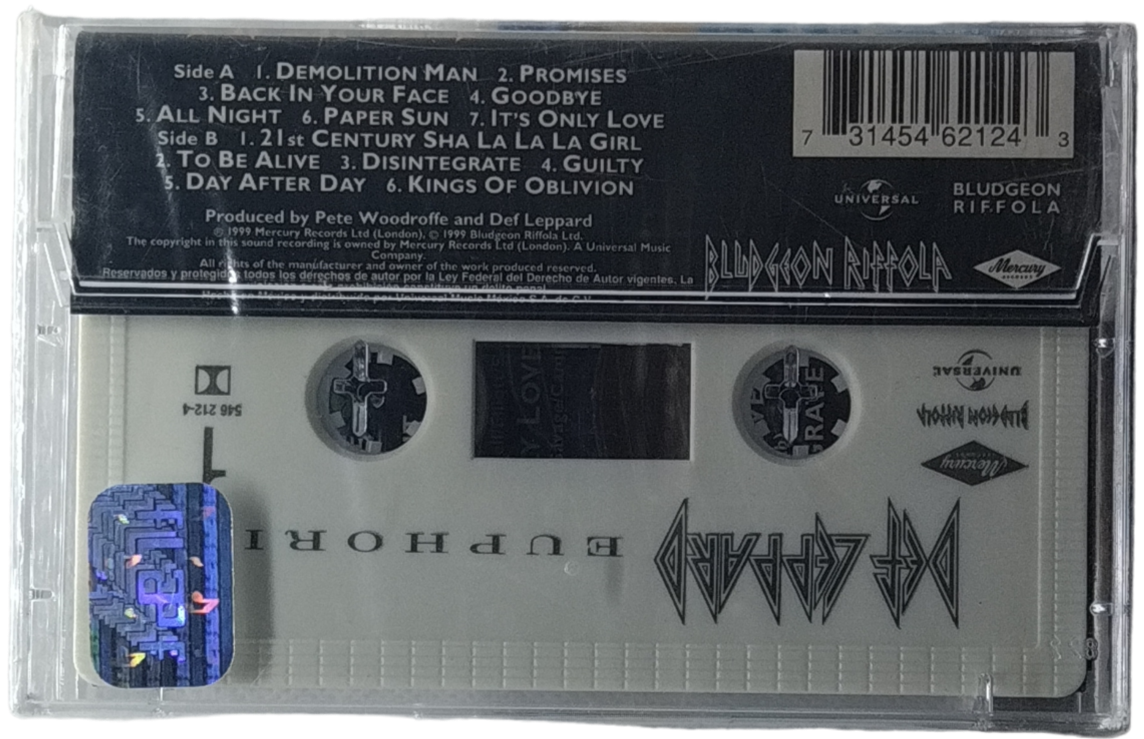 Side A 1. DEMOLITION MAN 2. PROMISES
3. BACK IN YOUR FACE 4. GOODBYE
5. ALL NIGHT 6. PAPER SUN 7. IT'S ONLY LOVE
Side B 1. 21st CENTURY SHA LA LA LA GIRL
2. TO BE ALIVE 3. DISINTEGRATE 4. GUILTY
5. DAY AFTER DAY 6. KINGS OF OBLIVION
Produced by Pete Woodroffe and Def Leppard
℗ 1999 Mercury Records Ltd (London), © 1999 Bludgeon Riffola Ltd.
The copyright in this sound recording is owned by Mercury Records Ltd (London). A Universal Music
Company.
All rights of the manufacturer and owner of the work produced reserved.
Reservados y protegidos todos los derechos de autor por la Ley Federal del Derecho de Autor vigentes. La
7 31454 62124 3
UNIVERSAL
BLUDGEON
RIFFOLA
BLUDGEON RIFFOLA
Mercury
RECORDS
UNIVERSAL
BLUDGEON RIFFOLA
Mercury
546 212-4
1
Y LOVE
VE
GRAPE
EUPHORI
DEF LEPPARD